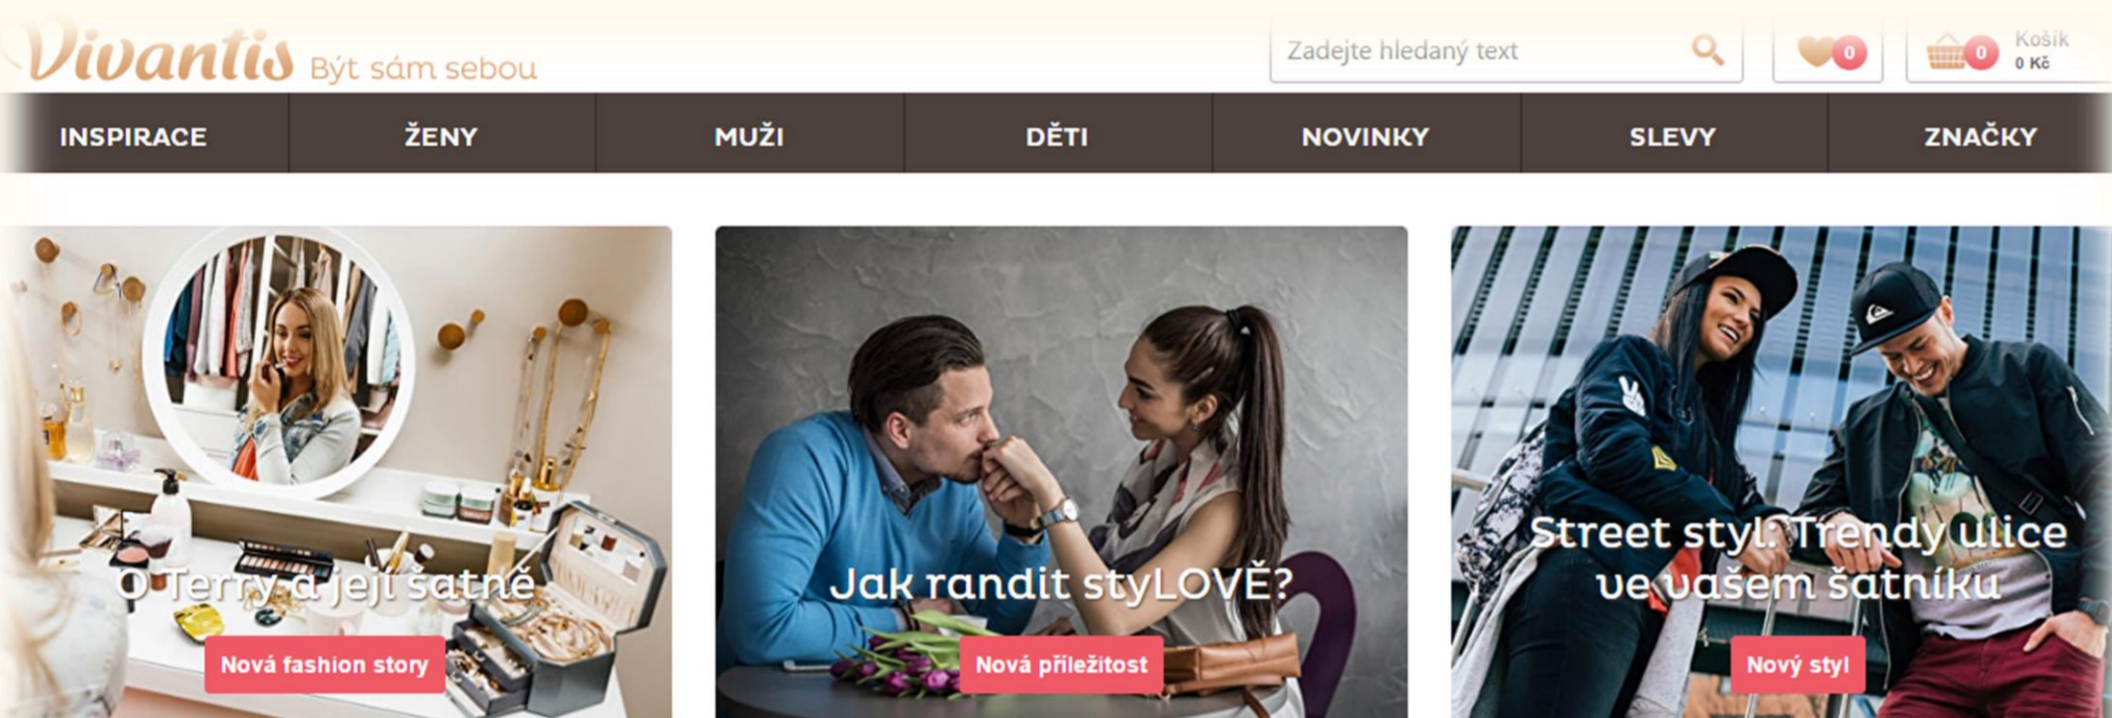 Vivantis Být sám sebou
Zadejte hledaný text
0
0
Košík
0 Kč
INSPIRACE
ŽENY
MUŽI
DĚTI
NOVINKY
SLEVY
ZNAČKY
O Terry a její šatně
Nová fashion story
Jak randit styLOVĚ?
Nová příležitost
Street styl: Trendy ulice
ve vašem šatníku
Nový styl